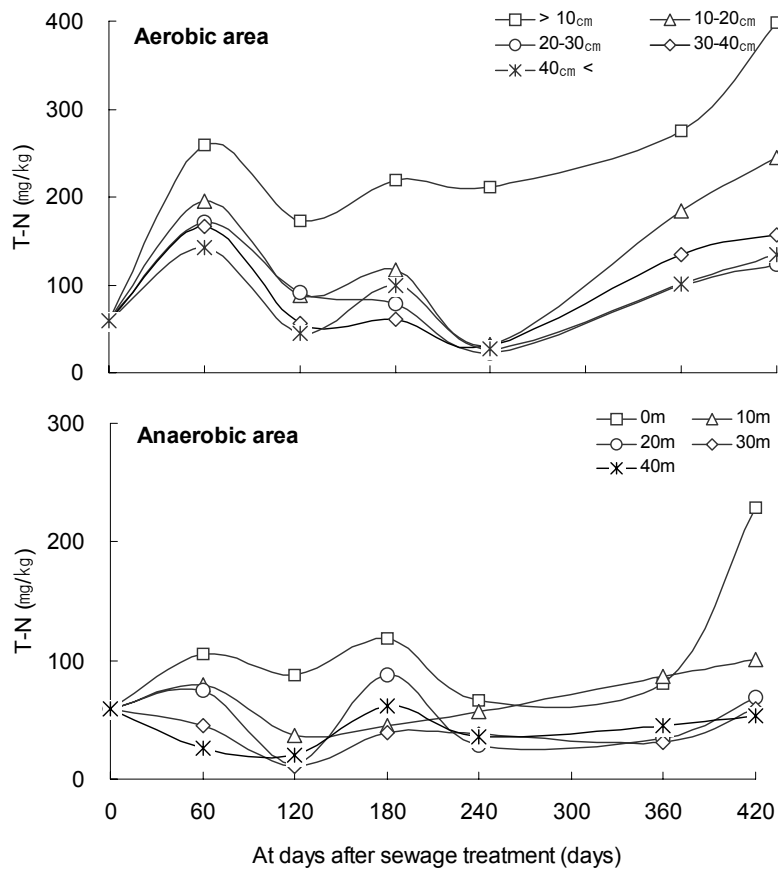 400
Aerobic area
> 10㎝
10-20㎝
20-30㎝
30-40㎝
40㎝ <
300
200
100
0
T-N (㎎/㎏)
300
Anaerobic area
0m
10m
20m
30m
40m
200
100
0
T-N (㎎/㎏)
0 60 120 180 240 300 360 420
At days after sewage treatment (days)